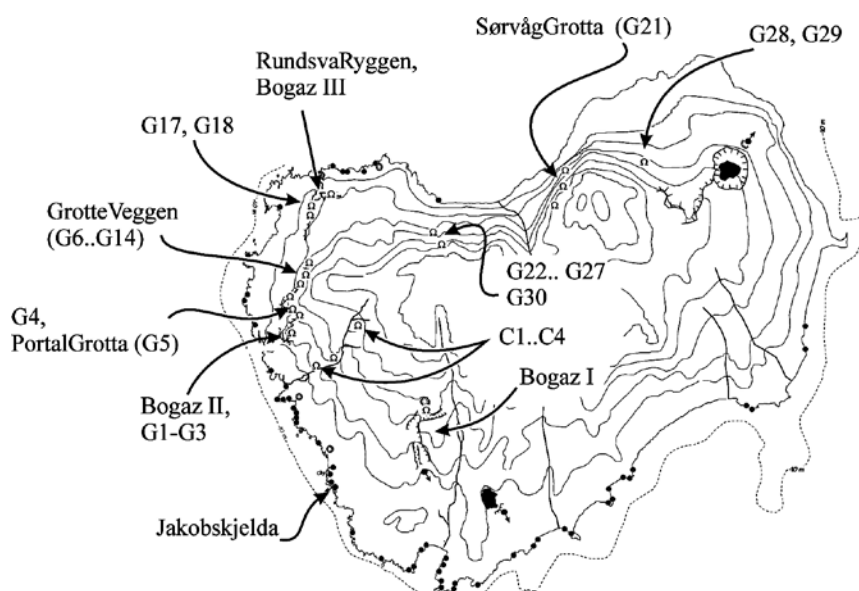 SørvågGrotta (G21)
G28, G29
RundsvaRyggen,
Bogaz III
G17, G18
GrotteVeggen
(G6..G14)
G22.. G27
G30
G4,
PortalGrotta (G5)
C1..C4
Bogaz I
Bogaz II,
G1-G3
Jakobskjelda